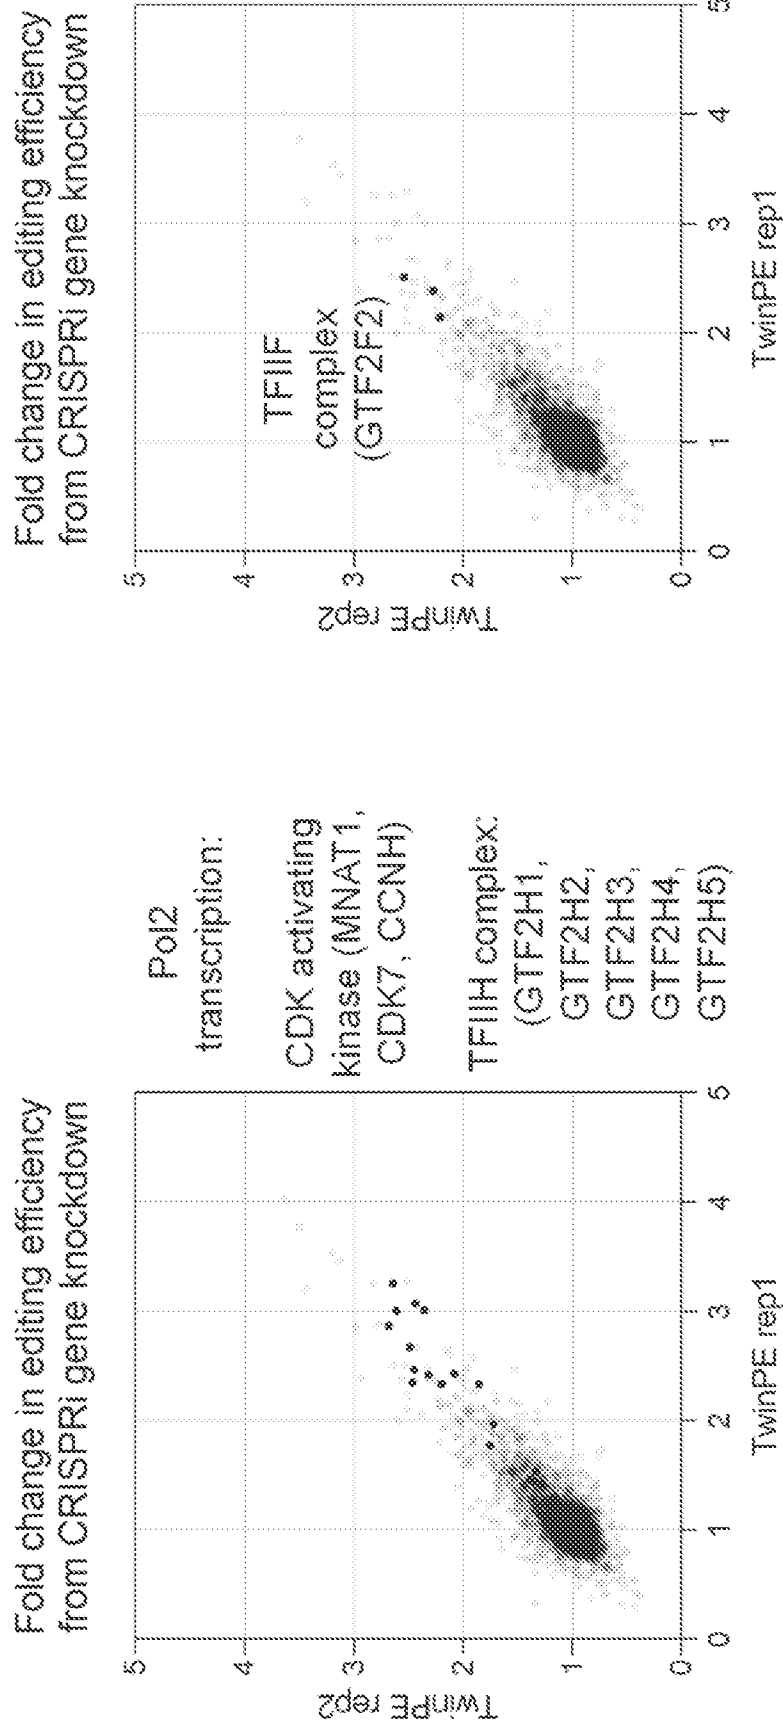 Fold change in editing efficiency
from CRISPRi gene knockdown
TwinPE rep2
5
4
3
2
1
0
0
1
2
3
4
5
TwinPE rep1
Pol2
transcription:
CDK activating
kinase (MNAT1,
CDK7, CCNH)
TFIIH complex:
(GTF2H1,
GTF2H2,
GTF2H3,
GTF2H4,
GTF2H5)
Fold change in editing efficiency
from CRISPRi gene knockdown
TwinPE rep2
5
4
3
2
1
0
TFIIF
complex
(GTF2F2)
0
1
2
3
4
5
TwinPE rep1